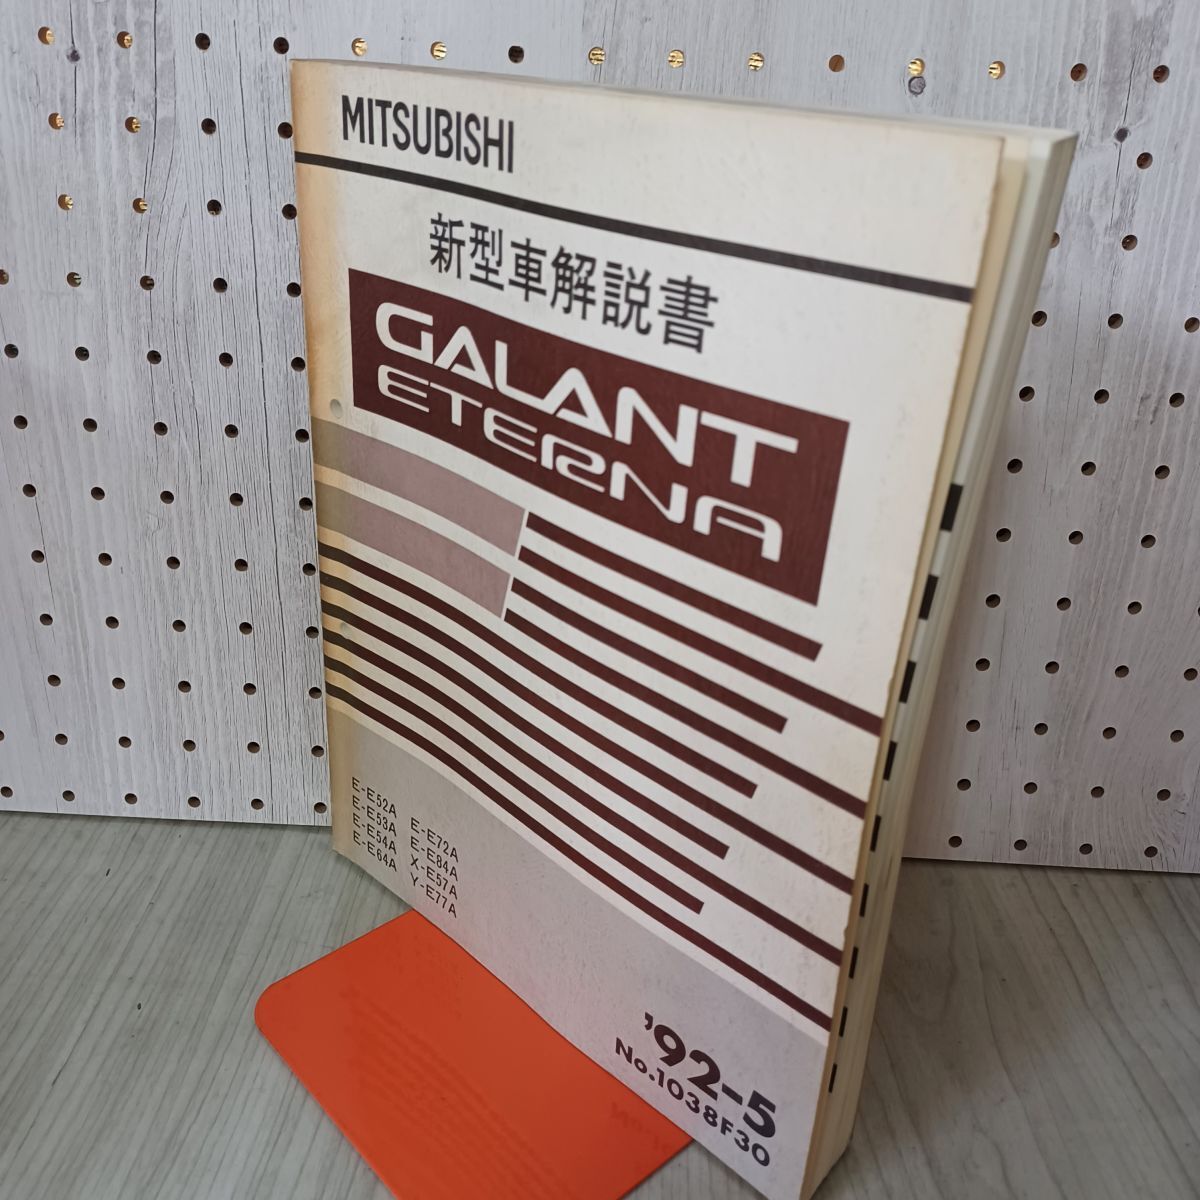 MITSUBISHI
新型車解説書
GALANT
ETERNA
E-E52A
E-E53A
E-E54A
E-E64A
E-E72A
E-E84A
X-E57A
Y-E77A
'92-5
No.1038F30